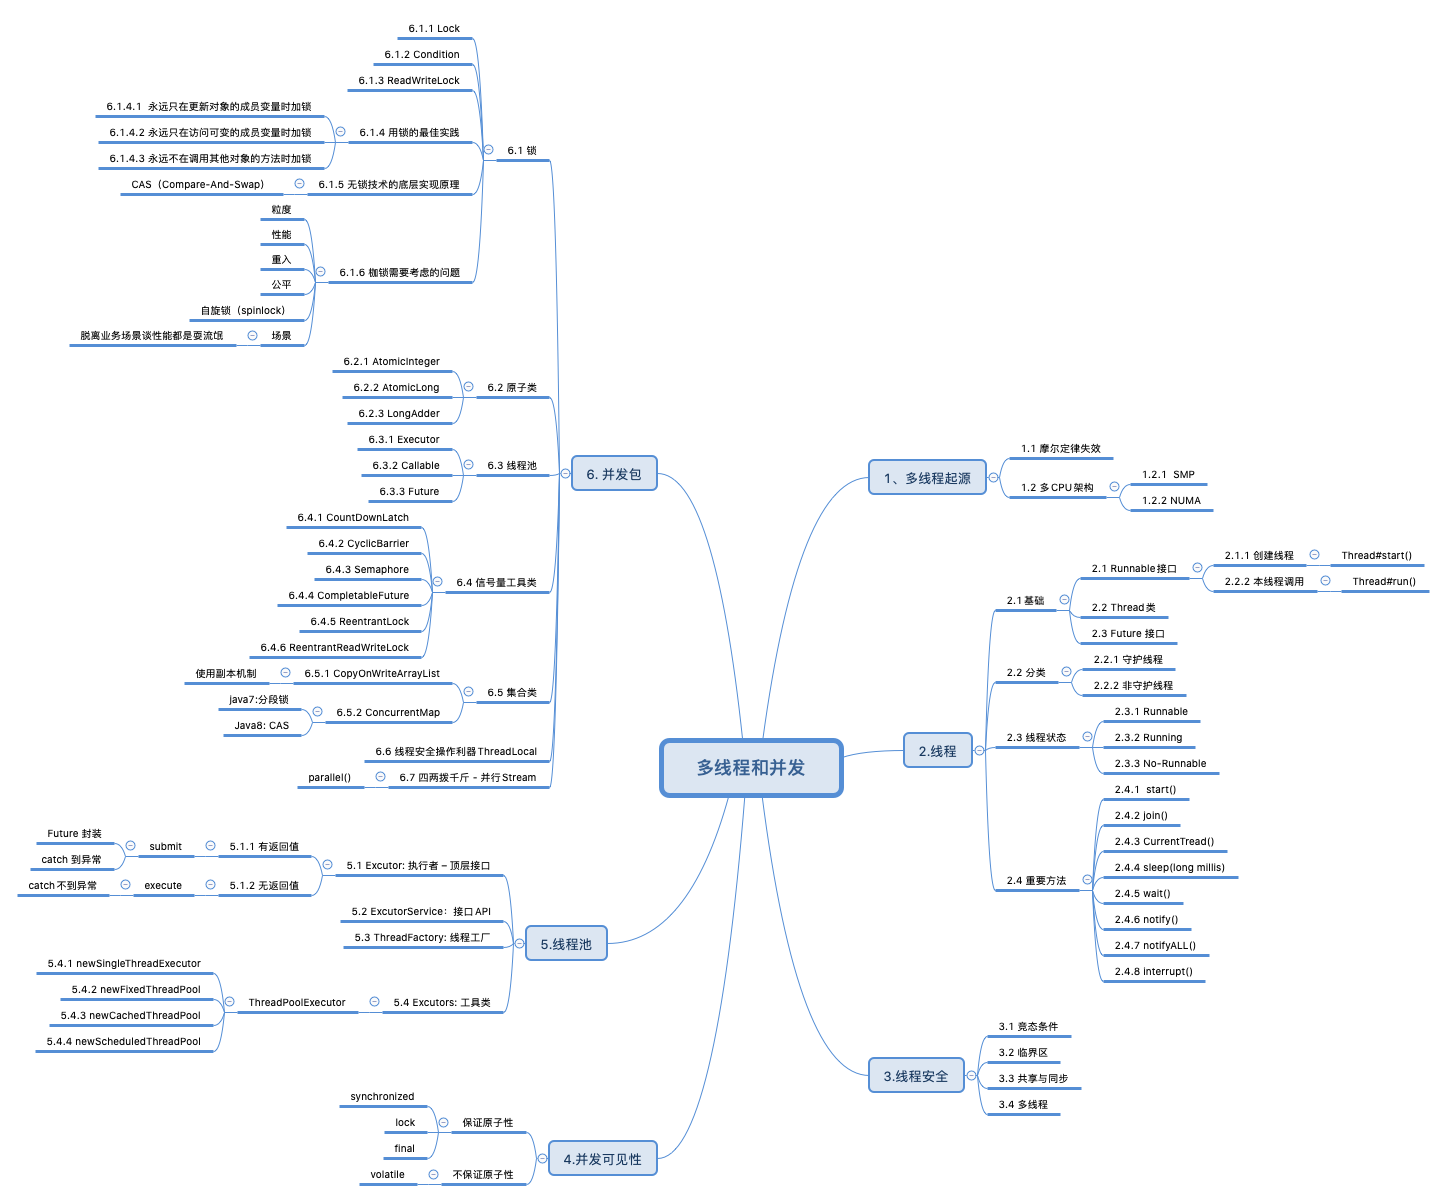 多线程和并发
1、多线程起源
1.1 摩尔定律失效
1.2 多CPU架构
1.2.1 SMP
1.2.2 NUMA
2.线程
2.1基础
2.1 Runnable接口
2.1.1 创建线程
Thread#start()
2.2.2 本线程调用
Thread#run()
2.2 Thread类
2.3 Future 接口
2.2 分类
2.2.1 守护线程
2.2.2 非守护线程
2.3 线程状态
2.3.1 Runnable
2.3.2 Running
2.3.3 No-Runnable
2.4 重要方法
2.4.1 start()
2.4.2 join()
2.4.3 CurrentTread()
2.4.4 sleep(long millis)
2.4.5 wait()
2.4.6 notify()
2.4.7 notifyALL()
2.4.8 interrupt()
3.线程安全
3.1 竞态条件
3.2 临界区
3.3 共享与同步
3.4 多线程
4.并发可见性
保证原子性
synchronized
lock
final
不保证原子性
volatile
5.线程池
5.1 Excutor: 执行者 – 顶层接口
5.1.1 有返回值
submit
Future 封装
catch 到异常
5.1.2 无返回值
execute
catch不到异常
5.2 ExcutorService：接口API
5.3 ThreadFactory: 线程工厂
5.4 Excutors: 工具类
ThreadPoolExecutor
5.4.1 newSingleThreadExecutor
5.4.2 newFixedThreadPool
5.4.3 newCachedThreadPool
5.4.4 newScheduledThreadPool
6. 并发包
6.1 锁
6.1.1 Lock
6.1.2 Condition
6.1.3 ReadWriteLock
6.1.4 用锁的最佳实践
6.1.4.1 永远只在更新对象的成员变量时加锁
6.1.4.2 永远只在访问可变的成员变量时加锁
6.1.4.3 永远不在调用其他对象的方法时加锁
6.1.5 无锁技术的底层实现原理
CAS（Compare-And-Swap）
6.1.6 枷锁需要考虑的问题
粒度
性能
重入
公平
自旋锁（spinlock）
场景
脱离业务场景谈性能都是耍流氓
6.2 原子类
6.2.1 AtomicInteger
6.2.2 AtomicLong
6.2.3 LongAdder
6.3 线程池
6.3.1 Executor
6.3.2 Callable
6.3.3 Future
6.4 信号量工具类
6.4.1 CountDownLatch
6.4.2 CyclicBarrier
6.4.3 Semaphore
6.4.4 CompletableFuture
6.4.5 ReentrantLock
6.4.6 ReentrantReadWriteLock
6.5 集合类
6.5.1 CopyOnWriteArrayList
使用副本机制
6.5.2 ConcurrentMap
java7:分段锁
Java8: CAS
6.6 线程安全操作利器ThreadLocal
6.7 四两拨千斤 - 并行Stream
parallel()